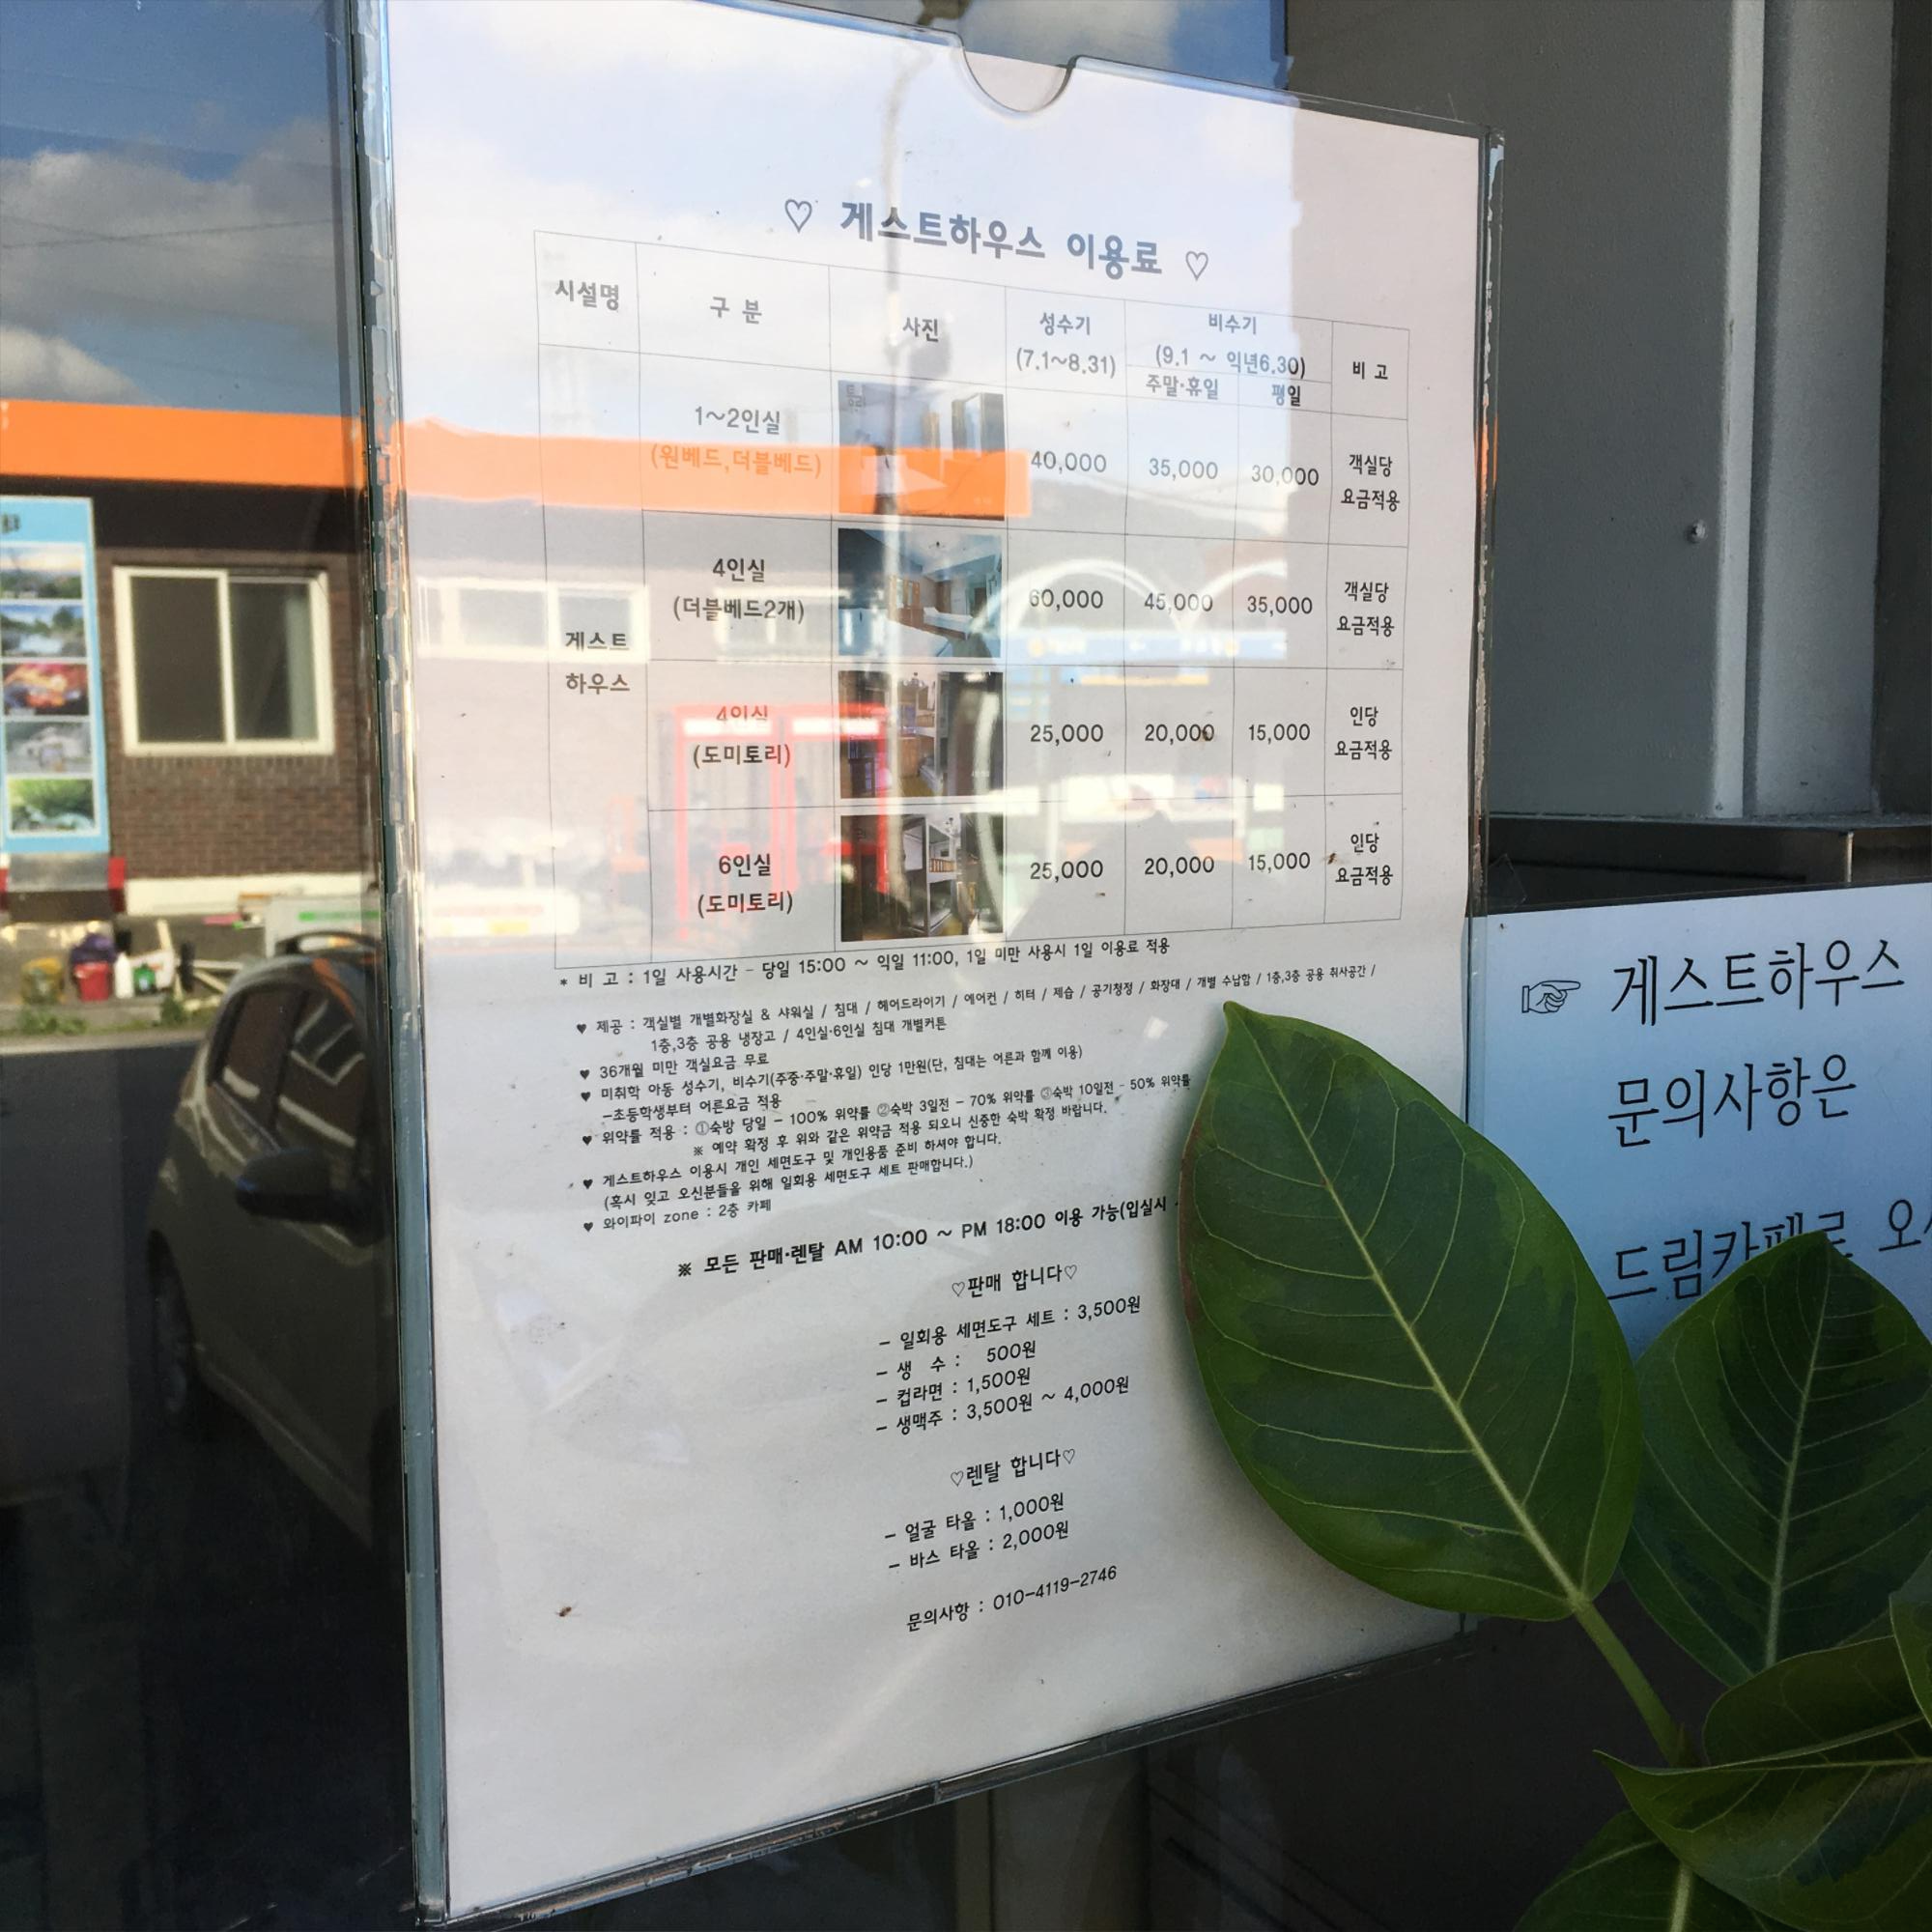 ♡ 게스트하우스 이용료 ♡
시설명 구 분 사진 성수기 (7.1~8.31) 비수기 (9.1 ~ 익년6.30) 주말·휴일 평일 비 고
게스트
하우스
1~2인실
(원베드,더블베드) 40,000 35,000 30,000 객실당 요금적용
4인실
(더블베드2개) 60,000 45,000 35,000 객실당 요금적용
4인실
(도미토리) 25,000 20,000 15,000 인당 요금적용
6인실
(도미토리) 25,000 20,000 15,000 인당 요금적용
* 비 고 : 1일 사용시간 - 당일 15:00 ~ 익일 11:00, 1일 미만 사용시 1일 이용료 적용
♥ 제공 : 객실별 개별화장실 & 샤워실 / 침대 / 헤어드라이기 / 에어컨 / 히터 / 제습 / 공기청정 / 화장대 / 개별 수납함 / 1층,3층 공용 취사공간 /
1층,3층 공용 냉장고 / 4인실·6인실 침대 개별커튼
♥ 36개월 미만 객실요금 무료
♥ 미취학 아동 성수기, 비수기(주중·주말·휴일) 인당 1만원(단, 침대는 어른과 함께 이용)
-초등학생부터 어른요금 적용
♥ 위약률 적용 : ①숙방 당일 - 100% 위약률 ②숙박 3일전 - 70% 위약률 ③숙박 10일전 - 50% 위약률
※ 예약 확정 후 위와 같은 위약금 적용 되오니 신중한 숙박 확정 바랍니다.
♥ 게스트하우스 이용시 개인 세면도구 및 개인용품 준비 하셔야 합니다.
(혹시 잊고 오신분들을 위해 일회용 세면도구 세트 판매합니다.)
♥ 와이파이 zone : 2층 카페
※ 모든 판매·렌탈 AM 10:00 ~ PM 18:00 이용 가능(입실시
♡판매 합니다♡
- 일회용 세면도구 세트 : 3,500원
- 생 수 : 500원
- 컵라면 : 1,500원
- 생맥주 : 3,500원 ~ 4,000원
♡렌탈 합니다♡
- 얼굴 타올 : 1,000원
- 바스 타올 : 2,000원
문의사항 : 010-4119-2746
☞ 게스트하우스
문의사항은
드림카페로